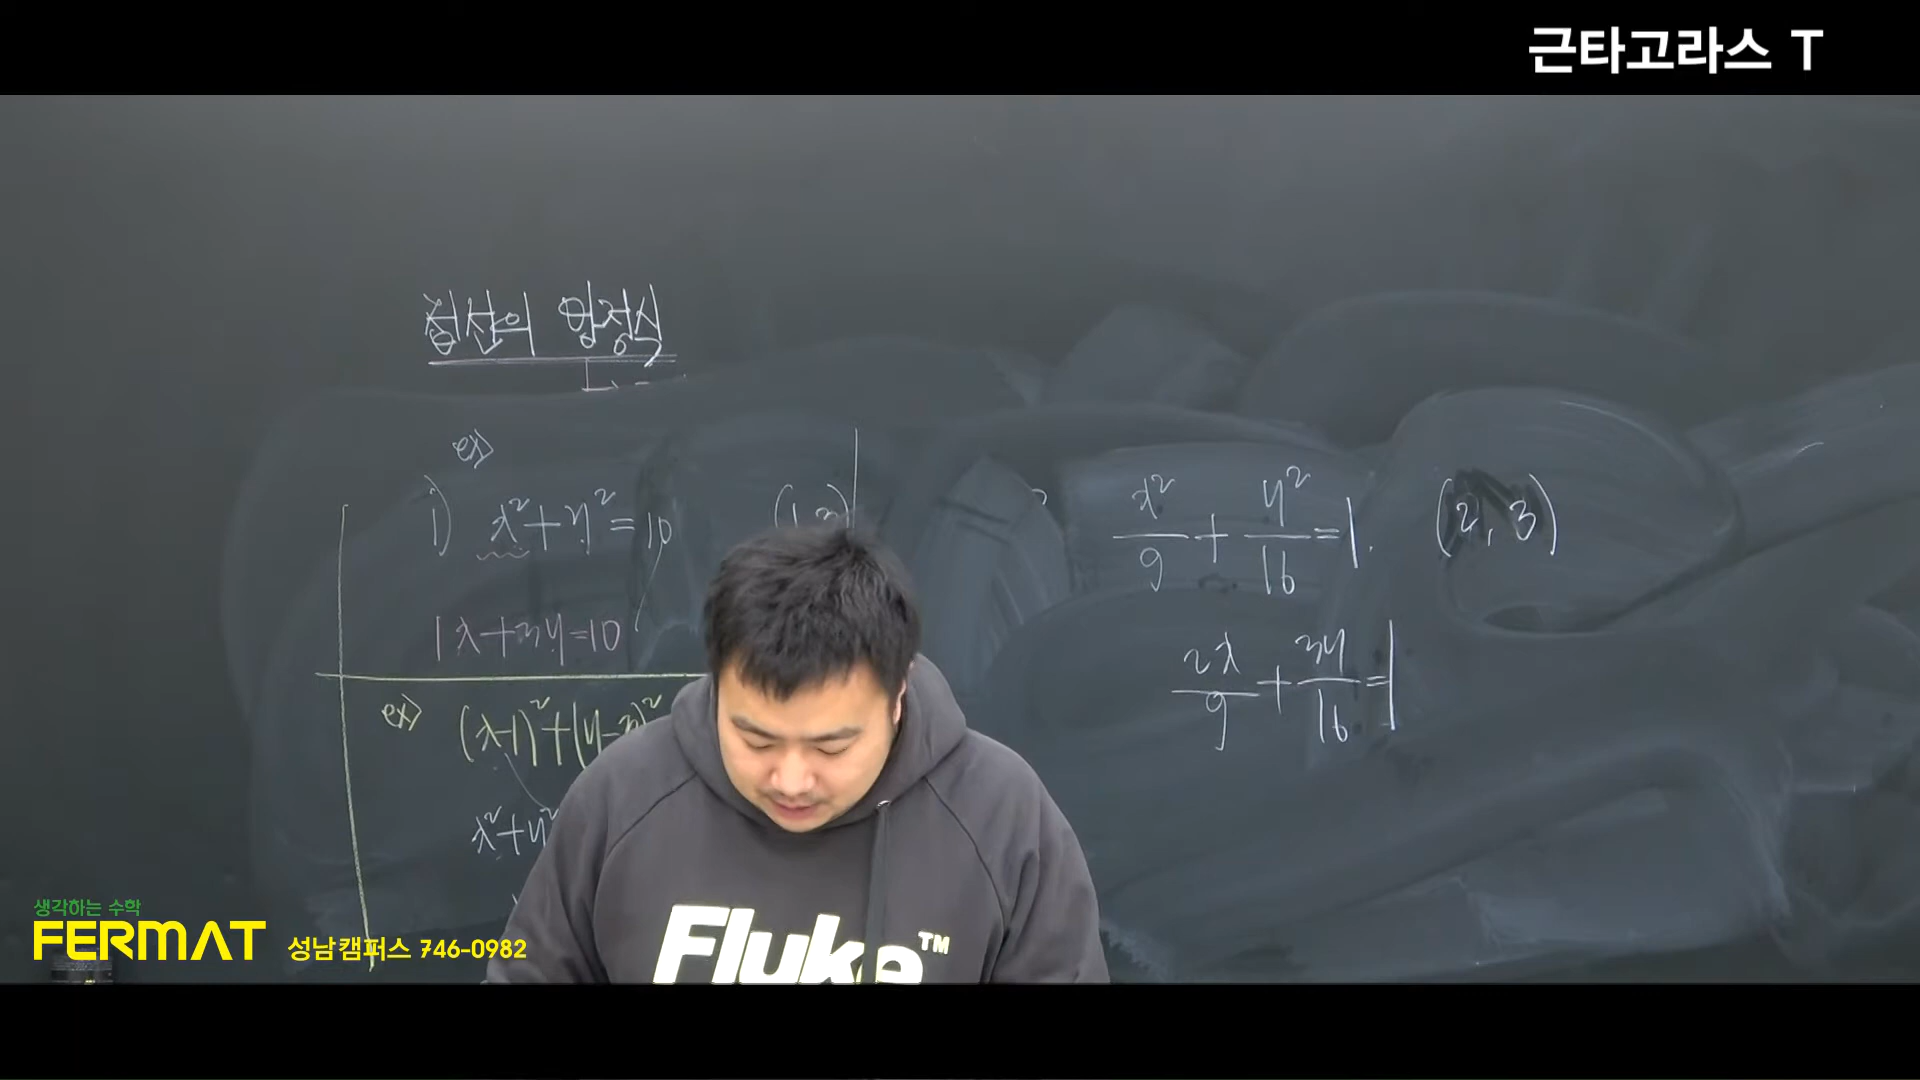 근타고라스 T
접선의 방정식
ex)
i) x² + y² = 10 (1, 3)
1x + 3y = 10
ex) (x-1)² + (y-3)²
x² + y²
x²/9 + y²/16 = 1. (2, 3)
2x/9 + 3y/16 = 1
Fluke™
생각하는 수학
FERMAT 성남캠퍼스 746-0982